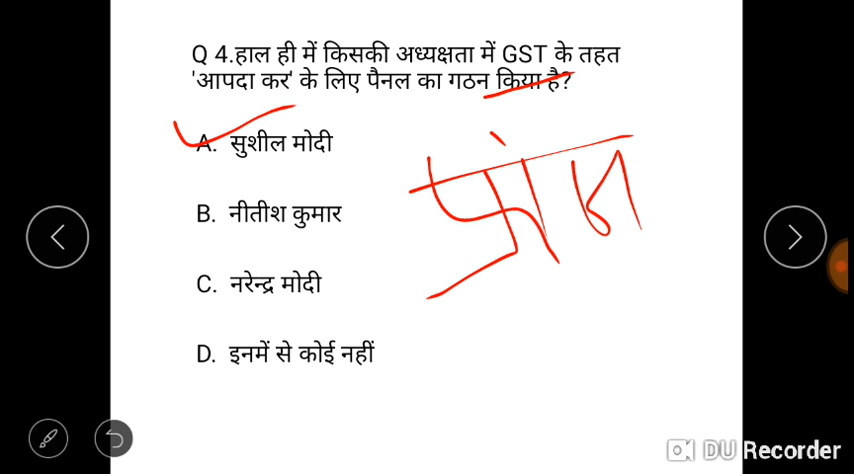 Q 4.हाल ही में किसकी अध्यक्षता में GST के तहत
'आपदा कर' के लिए पैनल का गठन किया है?
A. सुशील मोदी
B. नीतीश कुमार
C. नरेन्द्र मोदी
D. इनमें से कोई नहीं
DU Recorder